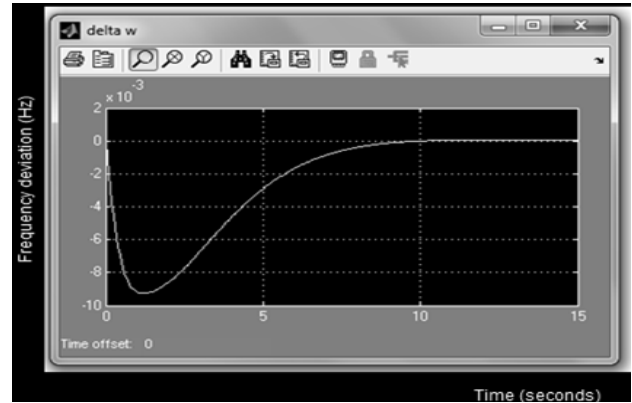 delta w
Frequency deviation (Hz)
x 10
-3
2
0
-2
-4
-6
-8
-10
0 5 10 15
Time offset: 0
Time (seconds)